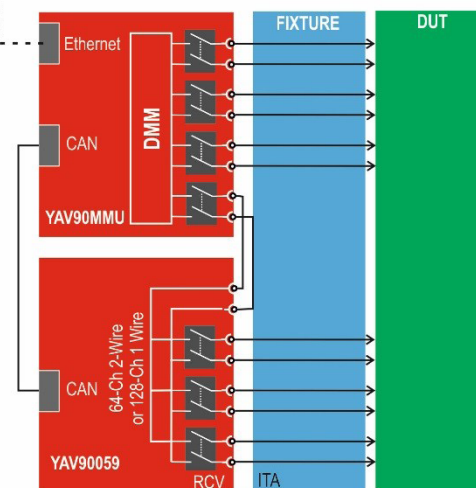 FIXTURE
DUT
Ethernet
DMM
CAN
YAV90MMU
64-Ch 2-Wire
or 128-Ch 1 Wire
CAN
YAV90059
RCV
ITA